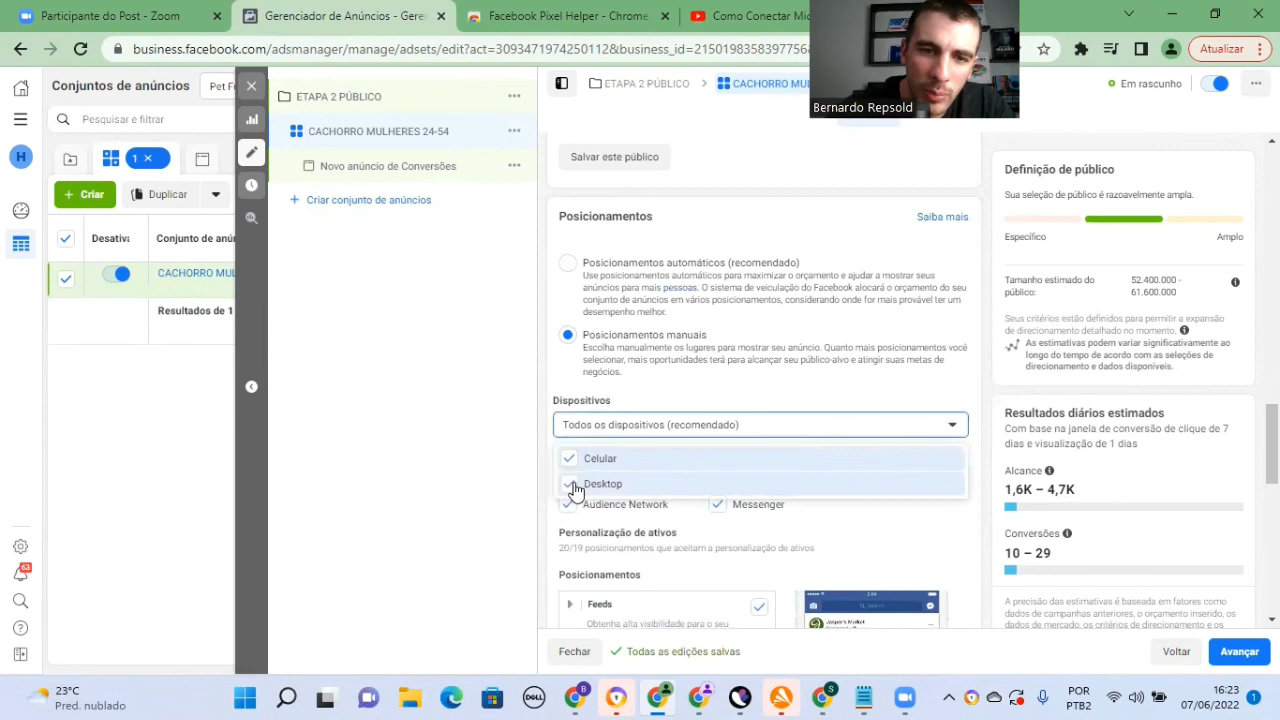 Zoom
Gerenciador de anúncios - Geren
Facebook Pixel Helper - Chrome
Como Conectar Mic
business.facebook.com/adsmanager/manage/adsets/edit?act=3093471974250112&business_id=2150198358397756
Atualizar
Bernardo Repsold
Conjunto de anúncios
Pet F
ETAPA 2 PÚBLICO
ETAPA 2 PÚBLICO
CACHORRO MUL
Em rascunho
Pesquisar e filtrar
CACHORRO MULHERES 24-54
1
Novo anúncio de Conversões
Salvar este público
Definição de público
Criar
Duplicar
Criar conjunto de anúncios
Sua seleção de público é razoavelmente ampla.
Posicionamentos
Saiba mais
Específico
Amplo
Desativa
Conjunto de anún
CACHORRO MUL
Posicionamentos automáticos (recomendado)
Use posicionamentos automáticos para maximizar o orçamento e ajudar a mostrar seus
anúncios para mais pessoas. O sistema de veiculação do Facebook alocará o orçamento do seu
conjunto de anúncios em vários posicionamentos, considerando onde for mais provável ter um
desempenho melhor.
Tamanho estimado do
público:
52.400.000 -
61.600.000
Resultados de 1
Seus critérios estão definidos para permitir a expansão
de direcionamento detalhado no momento.
As estimativas podem variar significativamente ao
longo do tempo de acordo com as seleções de
direcionamento e dados disponíveis.
Posicionamentos manuais
Escolha manualmente os lugares para mostrar seu anúncio. Quanto mais posicionamentos você
selecionar, mais oportunidades terá para alcançar seu público-alvo e atingir suas metas de
negócios.
Dispositivos
Todos os dispositivos (recomendado)
Celular
Desktop
Audience Network
Messenger
Resultados diários estimados
Com base na janela de conversão de clique de 7
dias e visualização de 1 dias
Alcance
1,6K – 4,7K
Conversões
10 – 29
Personalização de ativos
20/19 posicionamentos que aceitam a personalização de ativos
Posicionamentos
Feeds
Obtenha alta visibilidade para o seu
2:04
Jasper's Market
A precisão das estimativas é baseada em fatores como
dados de campanhas anteriores, o orçamento inserido, os
dados de mercado, os critérios de direcionamento e os
63
Fechar
Todas as edições salvas
Voltar
Avançar
23°C
Pred. nublado
DELL
B
S
POR
PTB2
16:23
07/06/2022
1